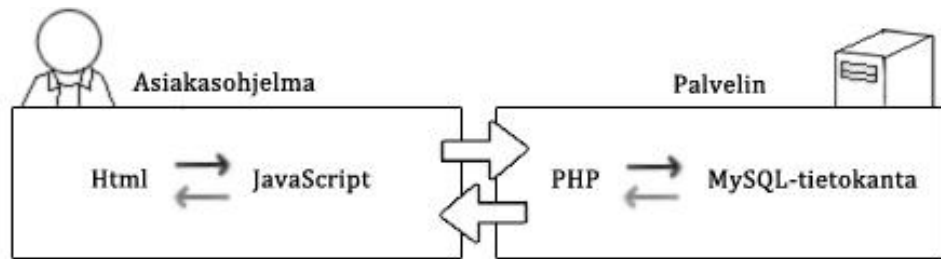 Asiakasohjelma
Palvelin
Html
JavaScript
PHP
MySQL-tietokanta